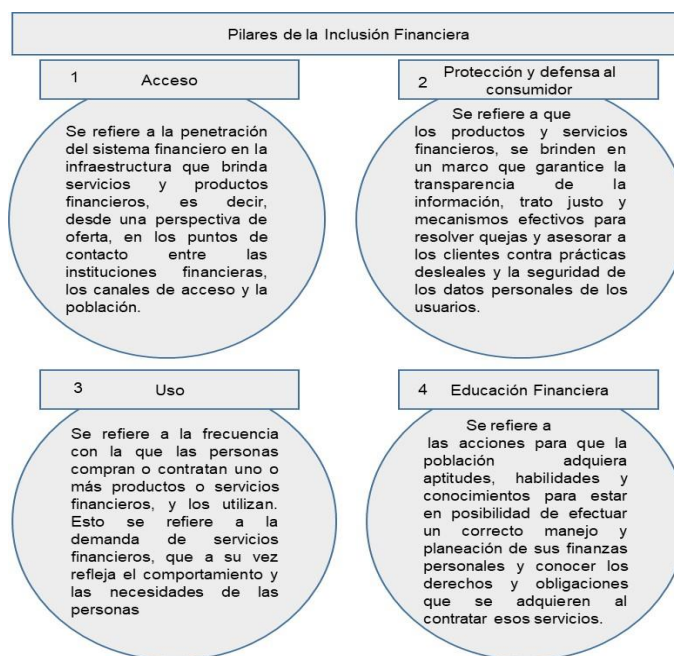 Pilares de la Inclusión Financiera
1 Acceso
Se refiere a la penetración
del sistema financiero en la
infraestructura que brinda
servicios y productos
financieros, es decir,
desde una perspectiva de
oferta, en los puntos de
contacto entre las
instituciones financieras,
los canales de acceso y la
población.
2 Protección y defensa al
consumidor
Se refiere a que
los productos y servicios
financieros, se brinden en
un marco que garantice la
transparencia de la
información, trato justo y
mecanismos efectivos para
resolver quejas y asesorar a
los clientes contra prácticas
desleales y la seguridad de
los datos personales de los
usuarios.
3 Uso
Se refiere a la frecuencia
con la que las personas
compran o contratan uno o
más productos o servicios
financieros, y los utilizan.
Esto se refiere a la
demanda de servicios
financieros, que a su vez
refleja el comportamiento y
las necesidades de las
personas
4 Educación Financiera
Se refiere a
las acciones para que la
población adquiera
aptitudes, habilidades y
conocimientos para estar
en posibilidad de efectuar
un correcto manejo y
planeación de sus finanzas
personales y conocer los
derechos y obligaciones
que se adquieren al
contratar esos servicios.